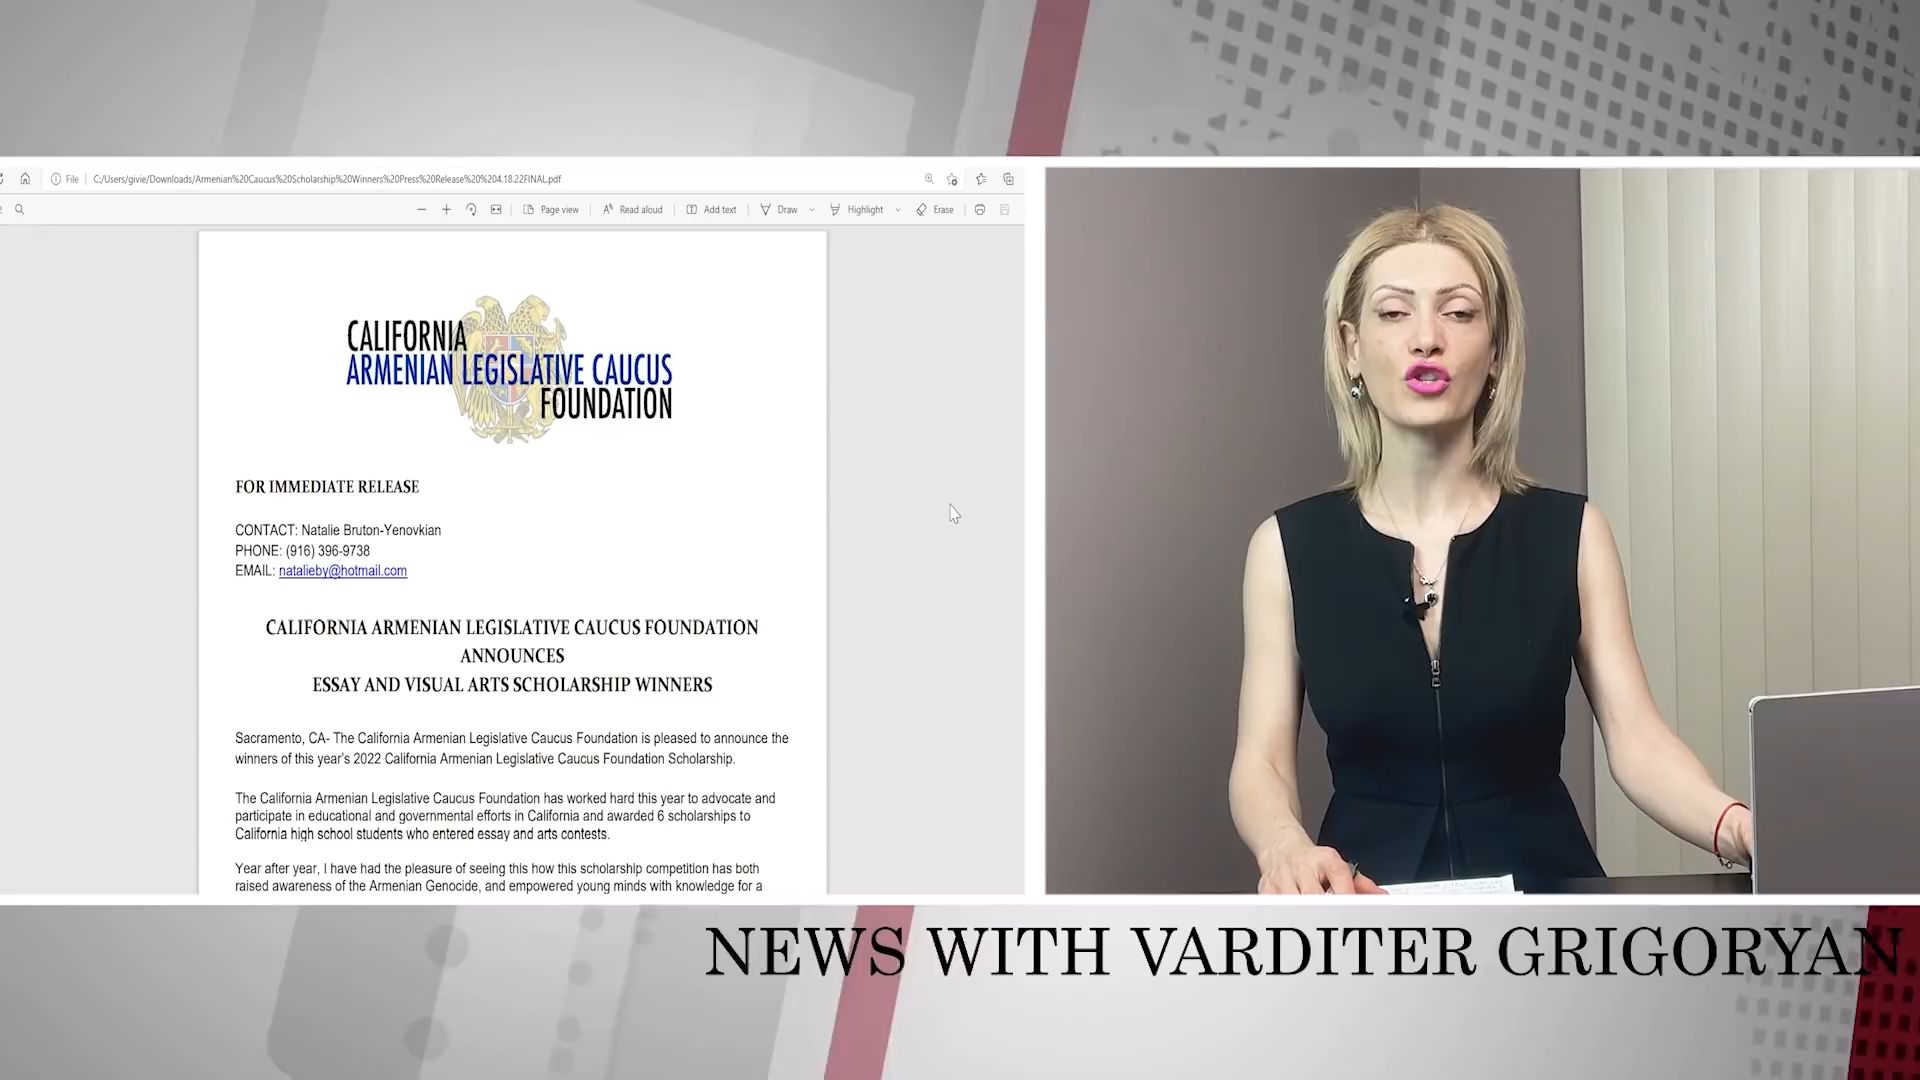 File
C:/Users/givie/Downloads/Armenian%20Caucus%20Scholarship%20Winners%20Press%20Release%204.18.22FINAL.pdf
Page view
Read aloud
Add text
Draw
Highlight
Erase
CALIFORNIA
ARMENIAN LEGISLATIVE CAUCUS
FOUNDATION
FOR IMMEDIATE RELEASE
CONTACT: Natalie Bruton-Yenovkian
PHONE: (916) 396-9738
EMAIL: natalieby@hotmail.com
CALIFORNIA ARMENIAN LEGISLATIVE CAUCUS FOUNDATION
ANNOUNCES
ESSAY AND VISUAL ARTS SCHOLARSHIP WINNERS
Sacramento, CA- The California Armenian Legislative Caucus Foundation is pleased to announce the
winners of this year's 2022 California Armenian Legislative Caucus Foundation Scholarship.
The California Armenian Legislative Caucus Foundation has worked hard this year to advocate and
participate in educational and governmental efforts in California and awarded 6 scholarships to
California high school students who entered essay and arts contests.
Year after year, I have had the pleasure of seeing this how this scholarship competition has both
raised awareness of the Armenian Genocide, and empowered young minds with knowledge for a
NEWS WITH VARDITER GRIGORYAN